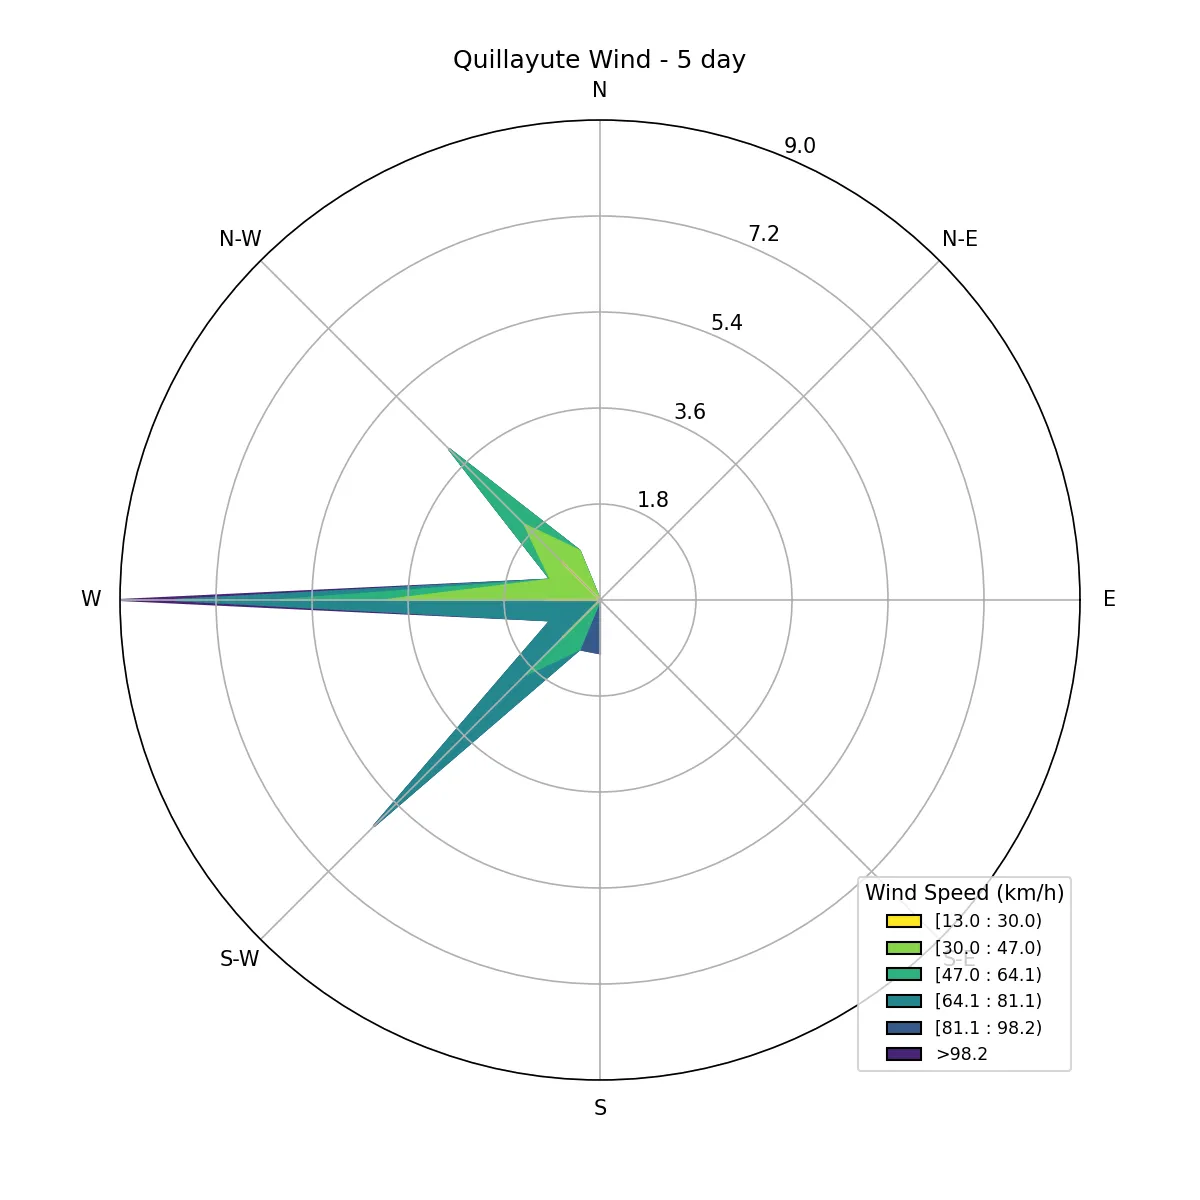 Quillayute Wind - 5 day
N
9.0
N-W
N-E
7.2
5.4
3.6
1.8
W
E
S-W
S-E
S
Wind Speed (km/h)
[13.0 : 30.0)
[30.0 : 47.0)
[47.0 : 64.1)
[64.1 : 81.1)
[81.1 : 98.2)
>98.2